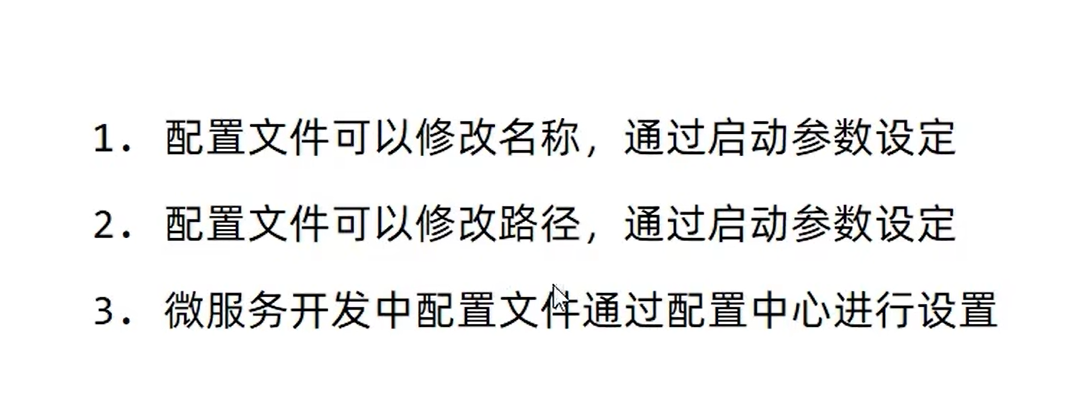 1. 配置文件可以修改名称，通过启动参数设定
2. 配置文件可以修改路径，通过启动参数设定
3. 微服务开发中配置文件通过配置中心进行设置